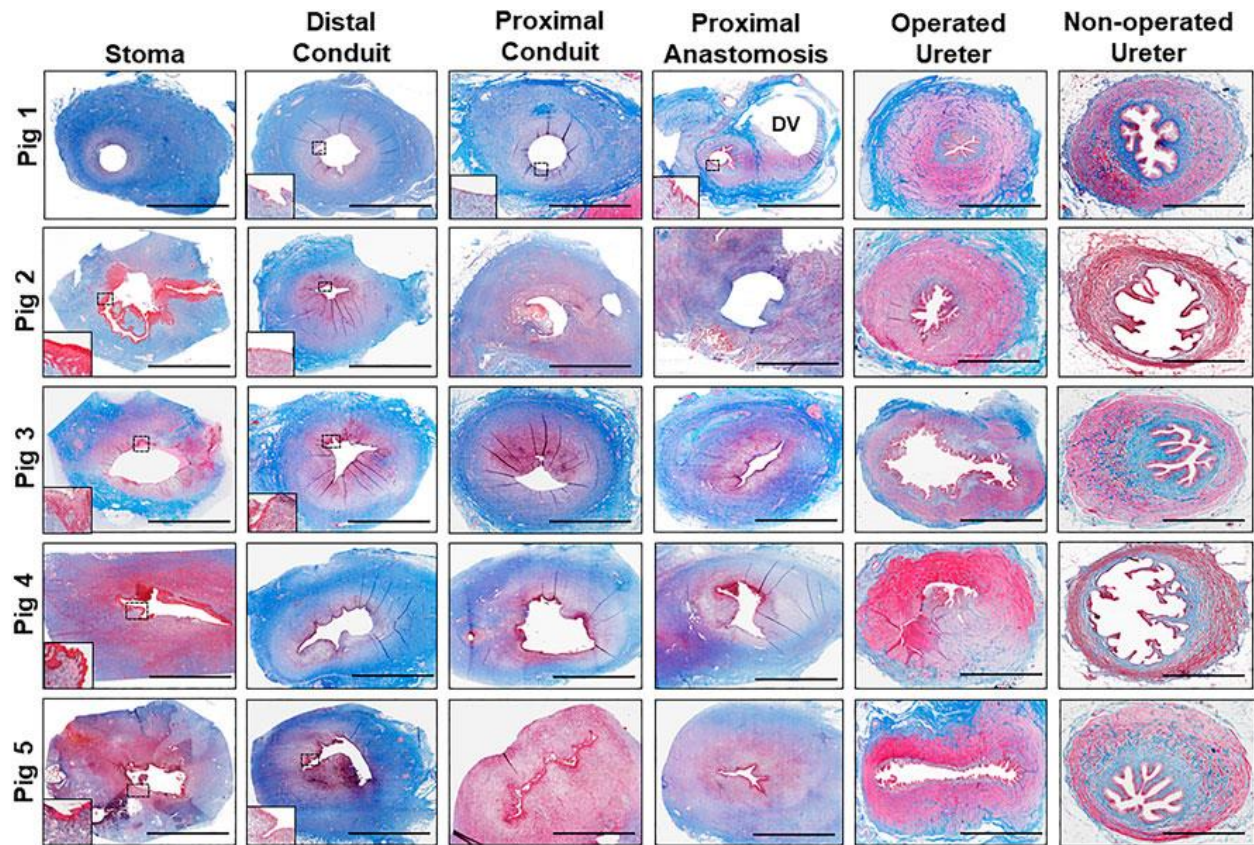 Stoma
Distal
Conduit
Proximal
Conduit
Proximal
Anastomosis
Operated
Ureter
Non-operated
Ureter
Pig 1
DV
Pig 2
Pig 3
Pig 4
Pig 5